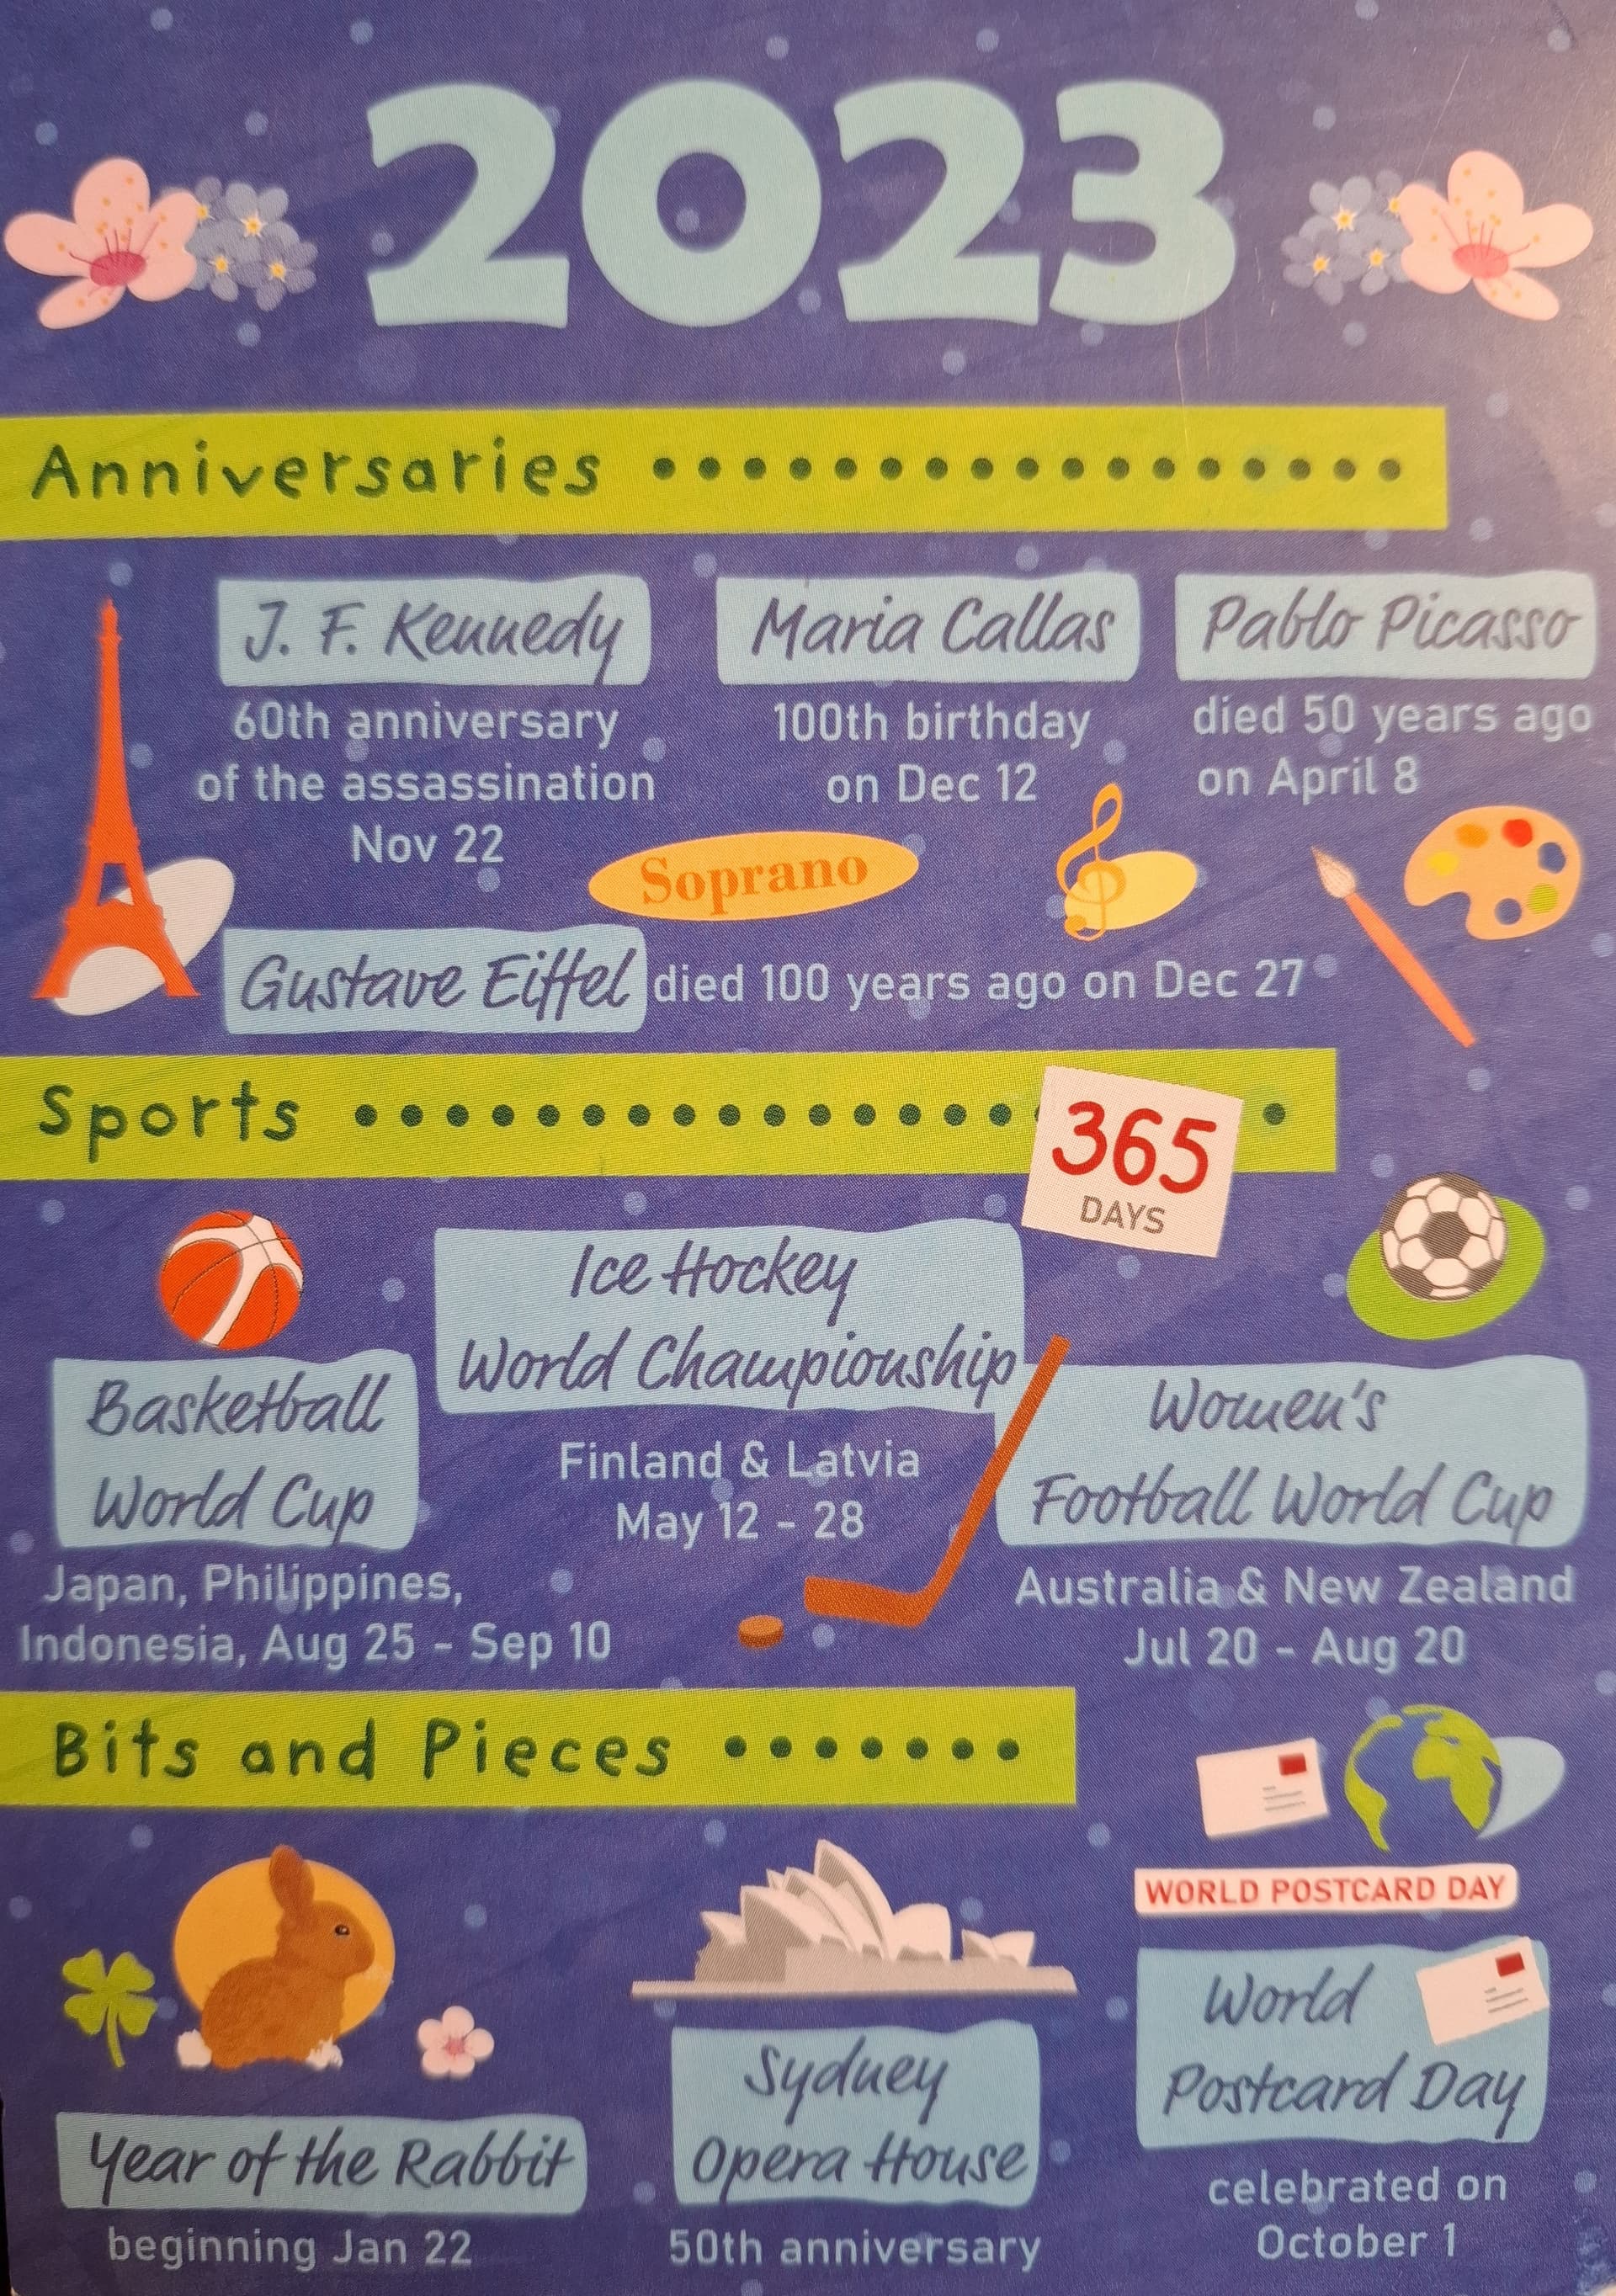 2023
Anniversaries
J. F. Kennedy
60th anniversary
of the assassination
Nov 22
Maria Callas
100th birthday
on Dec 12
Pablo Picasso
died 50 years ago
on April 8
Soprano
Gustave Eiffel died 100 years ago on Dec 27
Sports
365
DAYS
Basketball
World Cup
Japan, Philippines,
Indonesia, Aug 25 - Sep 10
Ice Hockey
World Championship
Finland & Latvia
May 12 - 28
Women's
Football World Cup
Australia & New Zealand
Jul 20 - Aug 20
Bits and Pieces
Year of the Rabbit
beginning Jan 22
Sydney
Opera House
50th anniversary
WORLD POSTCARD DAY
World
Postcard Day
celebrated on
October 1